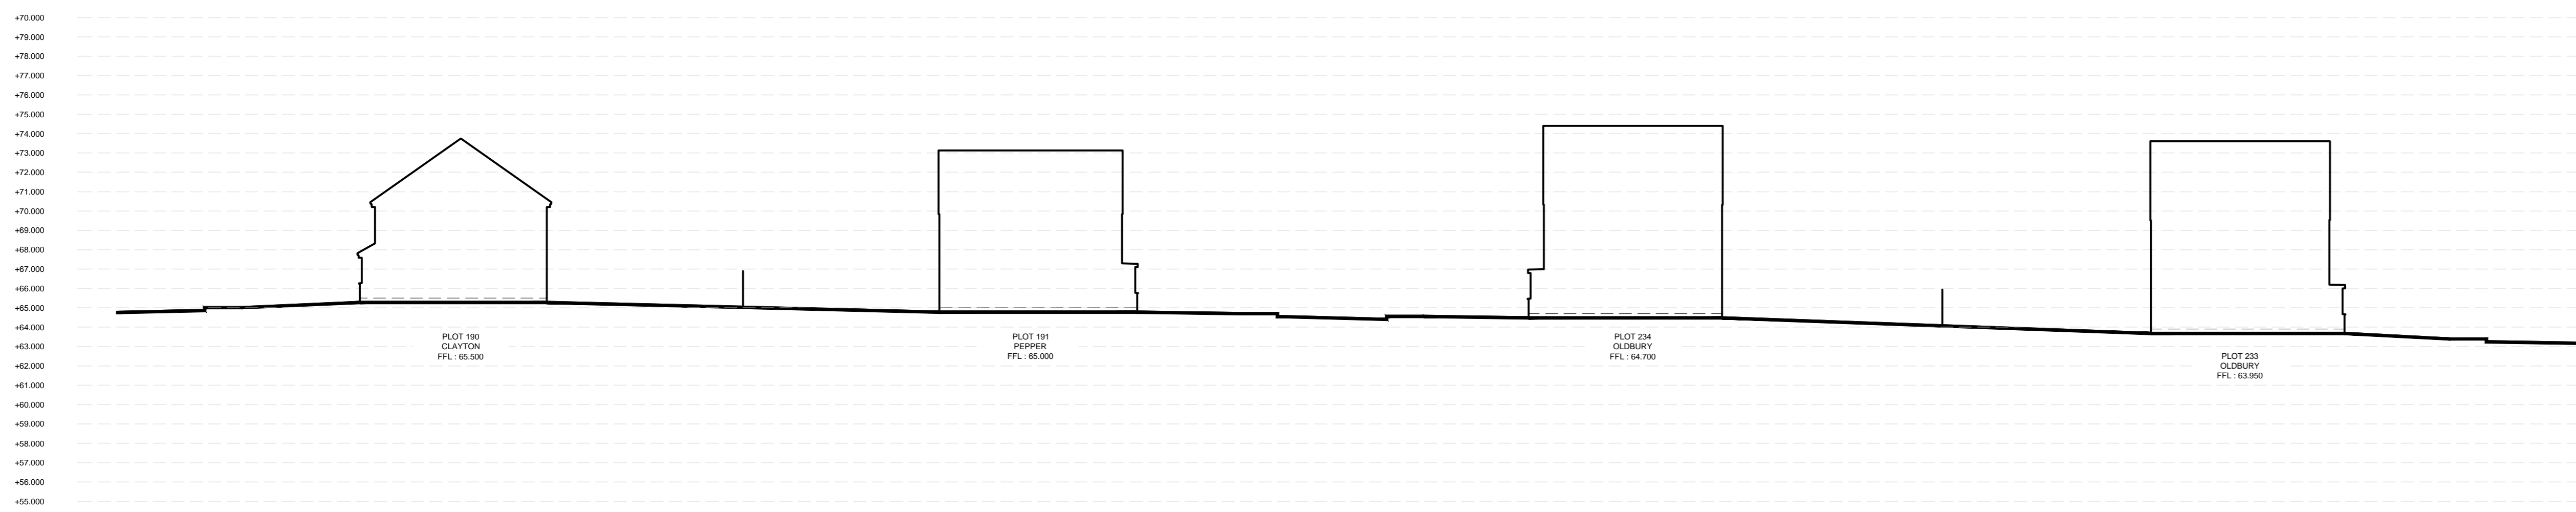 +70.000
+79.000
+78.000
+77.000
+76.000
+75.000
+74.000
+73.000
+72.000
+71.000
+70.000
+69.000
+68.000
+67.000
+66.000
+65.000
+64.000
+63.000
+62.000
+61.000
+60.000
+59.000
+58.000
+57.000
+56.000
+55.000
PLOT 190
CLAYTON
FFL : 65.500
PLOT 191
PEPPER
FFL : 65.000
PLOT 234
OLDBURY
FFL : 64.700
PLOT 233
OLDBURY
FFL : 63.950